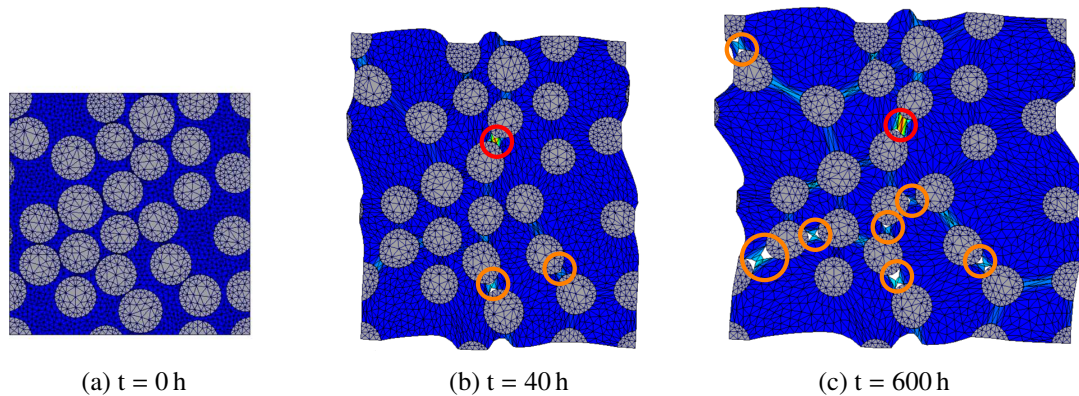 (a) t = 0 h
(b) t = 40 h
(c) t = 600 h